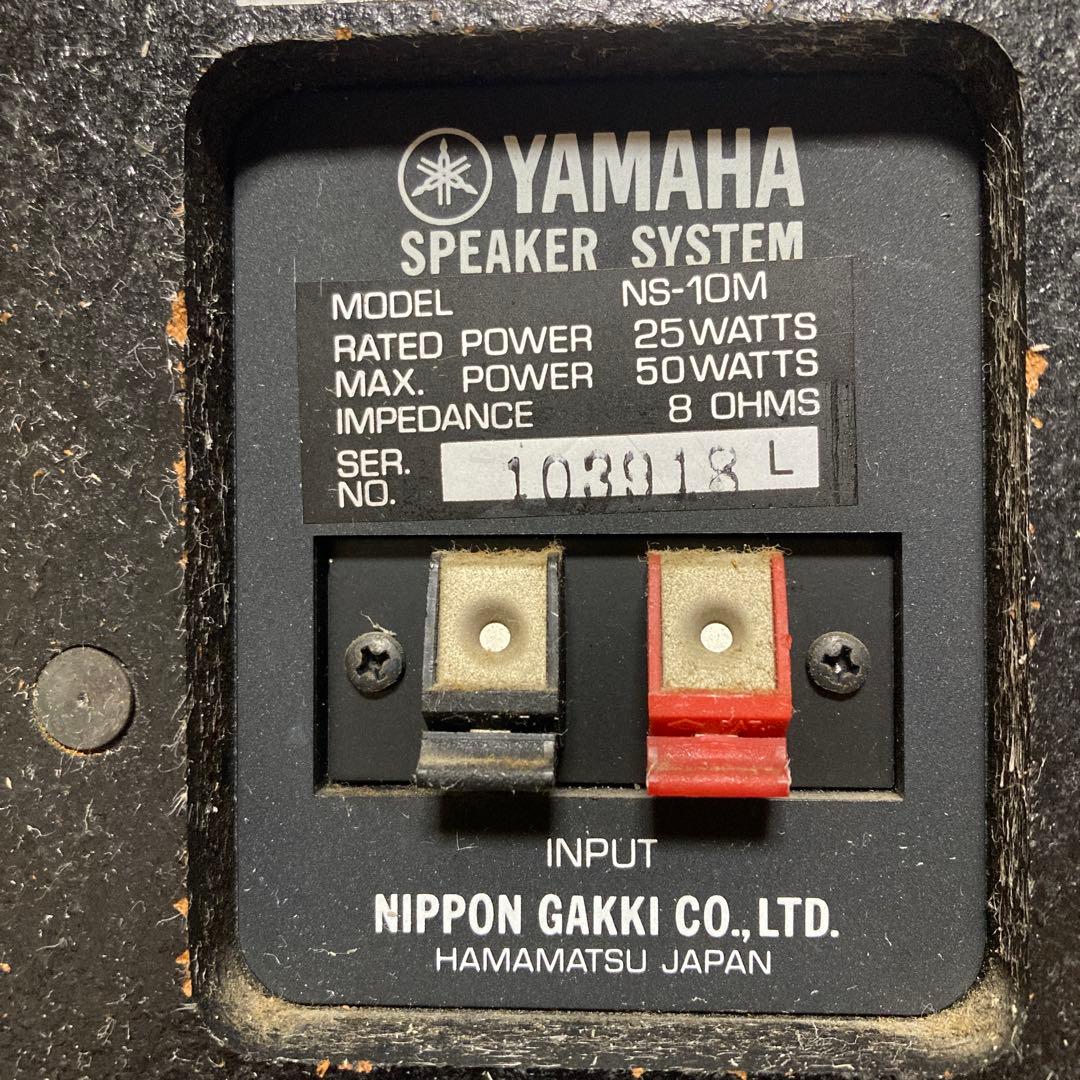 YAMAHA
SPEAKER SYSTEM
MODEL NS-10M
RATED POWER 25WATTS
MAX. POWER 50WATTS
IMPEDANCE 8 OHMS
SER. NO. 103918 L
INPUT
NIPPON GAKKI CO., LTD.
HAMAMATSU JAPAN